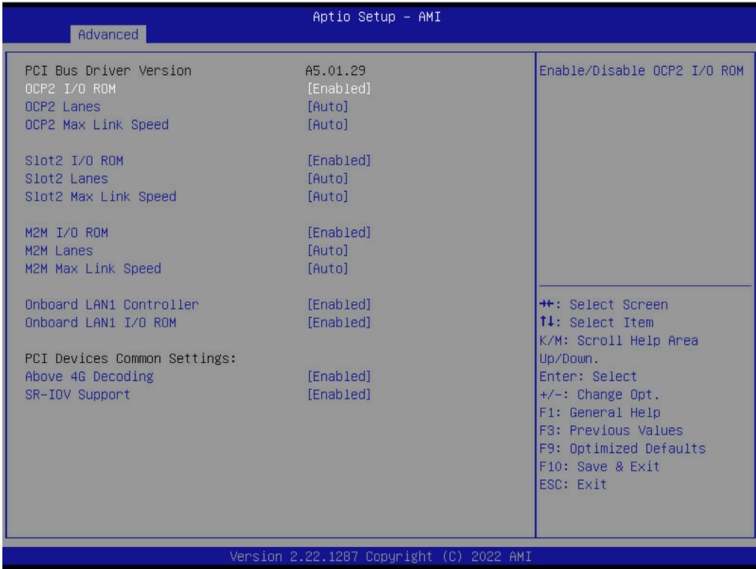 Aptio Setup – AMI
Advanced
PCI Bus Driver Version A5.01.29
OCP2 I/O ROM [Enabled]
OCP2 Lanes [Auto]
OCP2 Max Link Speed [Auto]
Slot2 I/O ROM [Enabled]
Slot2 Lanes [Auto]
Slot2 Max Link Speed [Auto]
M2M I/O ROM [Enabled]
M2M Lanes [Auto]
M2M Max Link Speed [Auto]
Onboard LAN1 Controller [Enabled]
Onboard LAN1 I/O ROM [Enabled]
PCI Devices Common Settings:
Above 4G Decoding [Enabled]
SR-IOV Support [Enabled]
Enable/Disable OCP2 I/O ROM
→←: Select Screen
↑↓: Select Item
K/M: Scroll Help Area
Up/Down.
Enter: Select
+/-: Change Opt.
F1: General Help
F3: Previous Values
F9: Optimized Defaults
F10: Save & Exit
ESC: Exit
Version 2.22.1287 Copyright (C) 2022 AMI